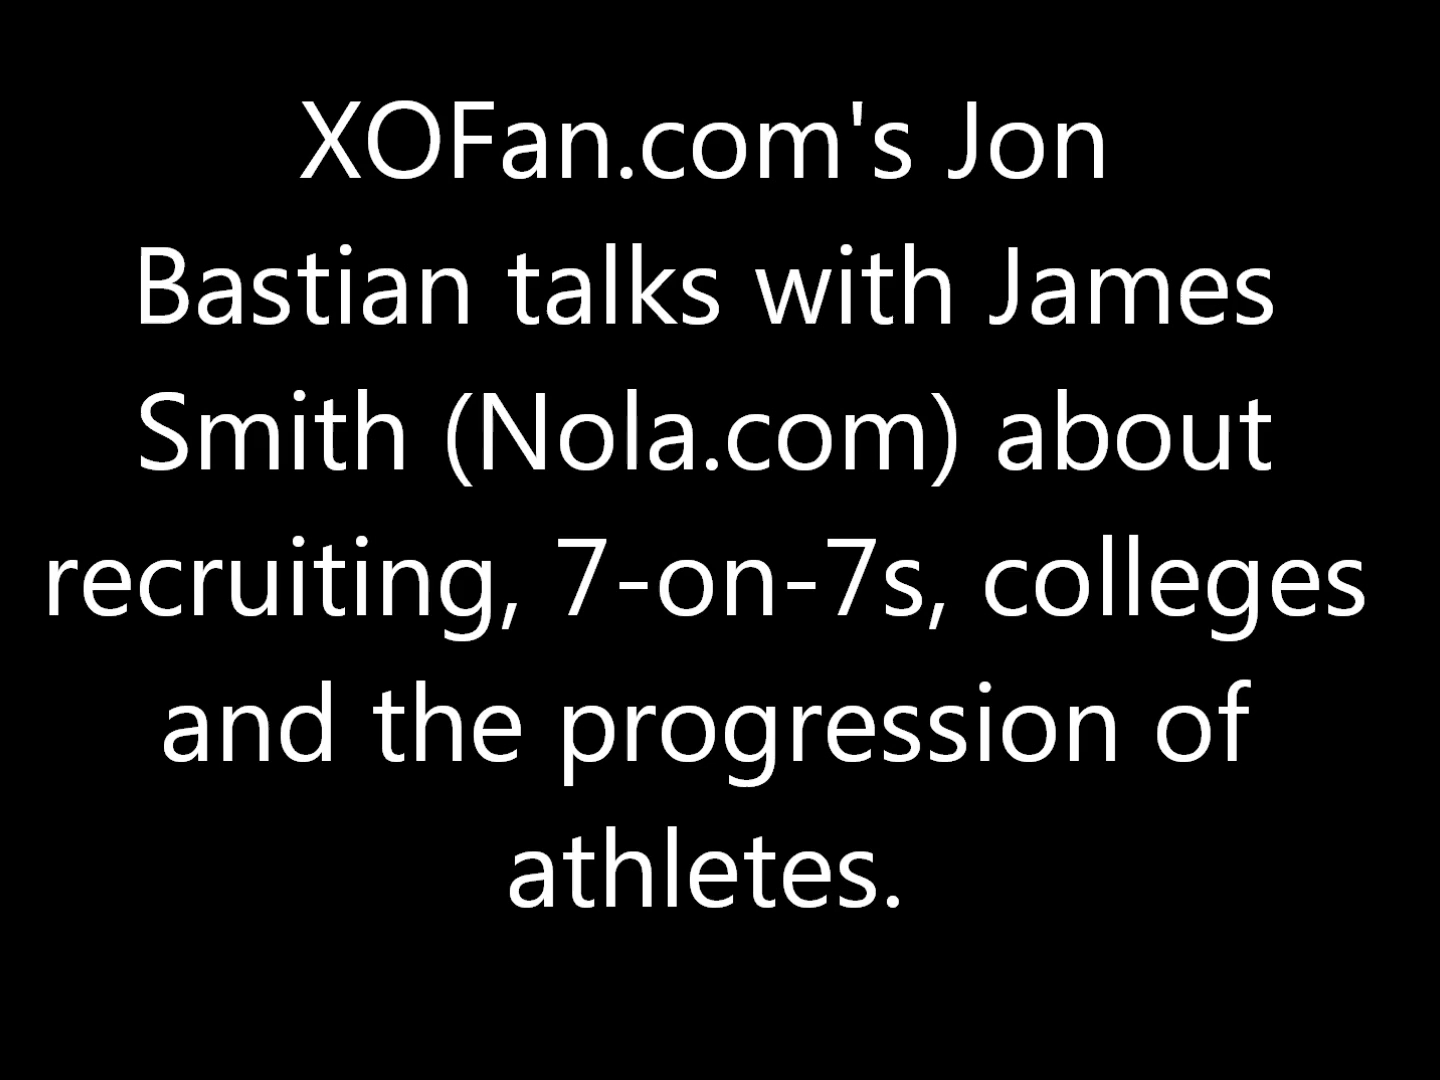 XOFan.com's Jon
Bastian talks with James
Smith (Nola.com) about
recruiting, 7-on-7s, colleges
and the progression of
athletes.